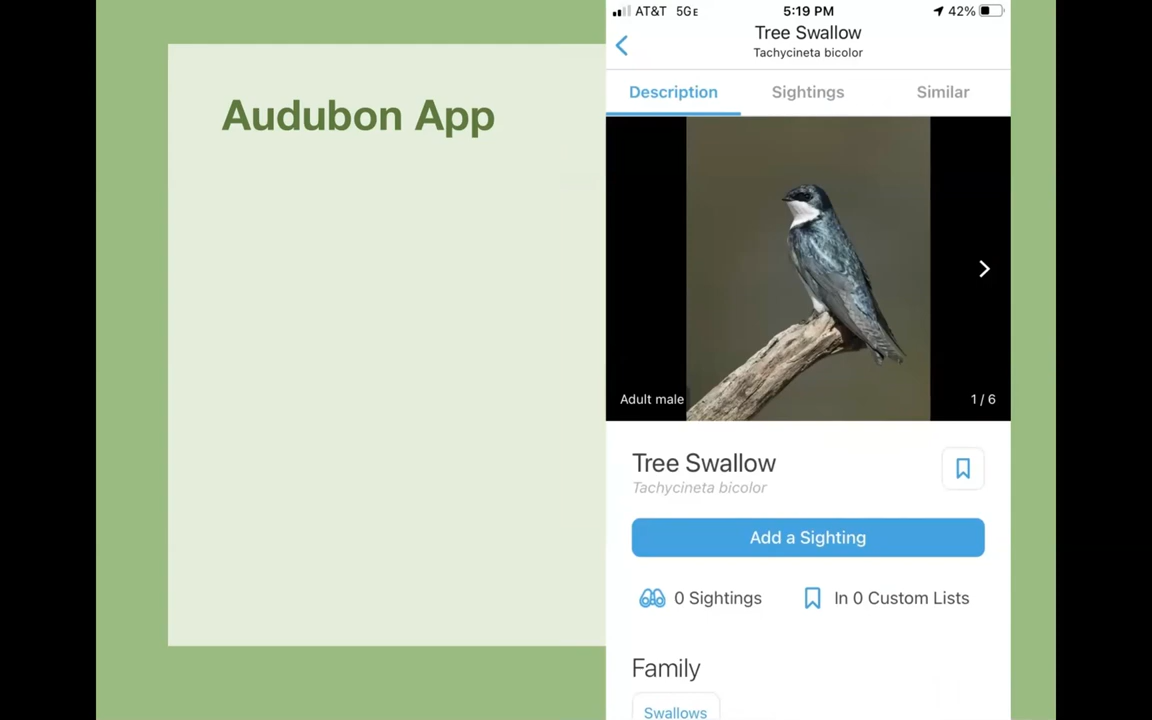 Audubon App
AT&T 5GE 5:19 PM 42%
Tree Swallow
Tachycineta bicolor
Description Sightings Similar
Adult male 1 / 6
Tree Swallow
Tachycineta bicolor
Add a Sighting
0 Sightings In 0 Custom Lists
Family
Swallows